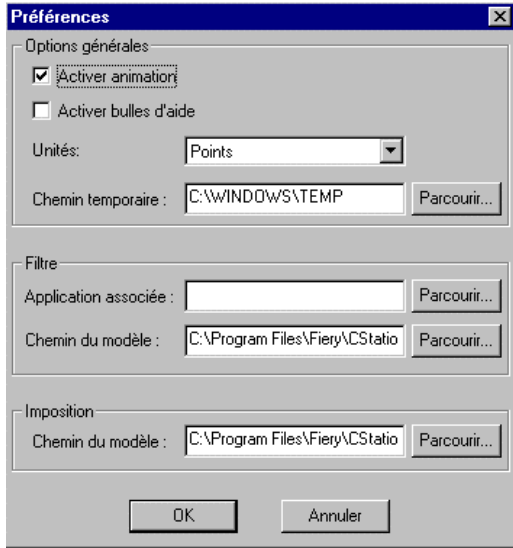 Préférences
Options générales
Activer animation
Activer bulles d'aide
Unités: Points
Chemin temporaire : C:\WINDOWS\TEMP Parcourir...
Filtre
Application associée : Parcourir...
Chemin du modèle : C:\Program Files\Fiery\CStatio Parcourir...
Imposition
Chemin du modèle : C:\Program Files\Fiery\CStatio Parcourir...
OK Annuler